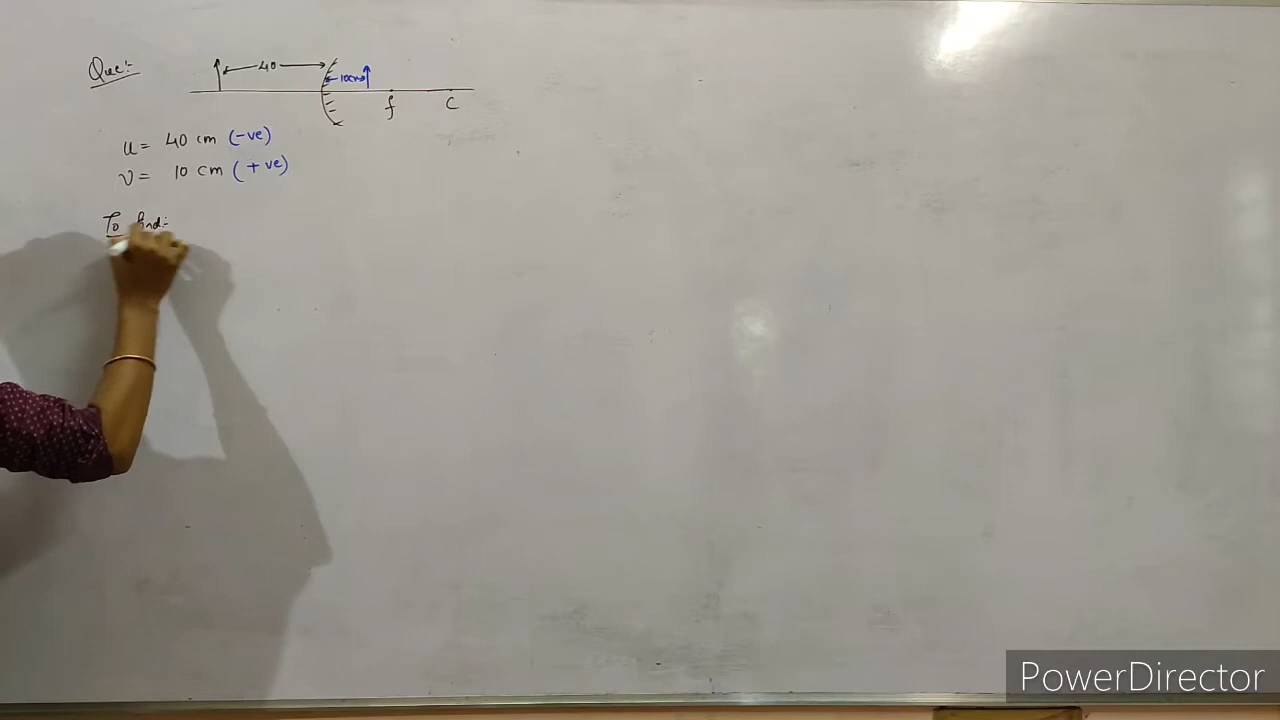 Que:-
40
10cm
f
C
u = 40 cm (-ve)
v = 10 cm (+ve)
To find:-
PowerDirector